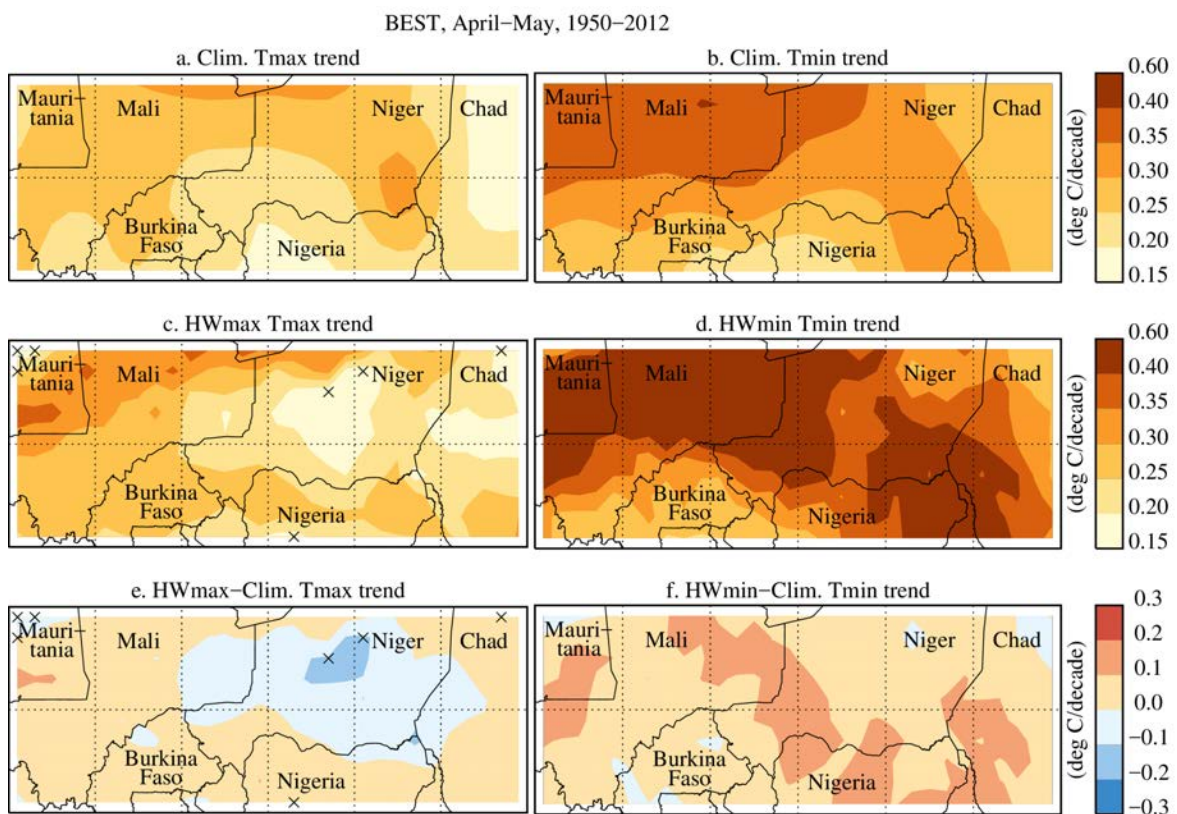 BEST, April−May, 1950−2012
a. Clim. Tmax trend
b. Clim. Tmin trend
Mauri−
tania
Mali
Niger
Chad
Burkina
Faso
Nigeria
Mauri−
tania
Mali
Niger
Chad
Burkina
Faso
Nigeria
0.60
0.40
0.35
0.30
0.25
0.20
0.15
(deg C/decade)
c. HWmax Tmax trend
d. HWmin Tmin trend
Mauri−
tania
Mali
Niger
Chad
Burkina
Faso
Nigeria
Mauri−
tania
Mali
Niger
Chad
Burkina
Faso
Nigeria
0.60
0.40
0.35
0.30
0.25
0.20
0.15
(deg C/decade)
e. HWmax−Clim. Tmax trend
f. HWmin−Clim. Tmin trend
Mauri−
tania
Mali
Niger
Chad
Burkina
Faso
Nigeria
Mauri−
tania
Mali
Niger
Chad
Burkina
Faso
Nigeria
0.3
0.2
0.1
0.0
−0.1
−0.2
−0.3
(deg C/decade)